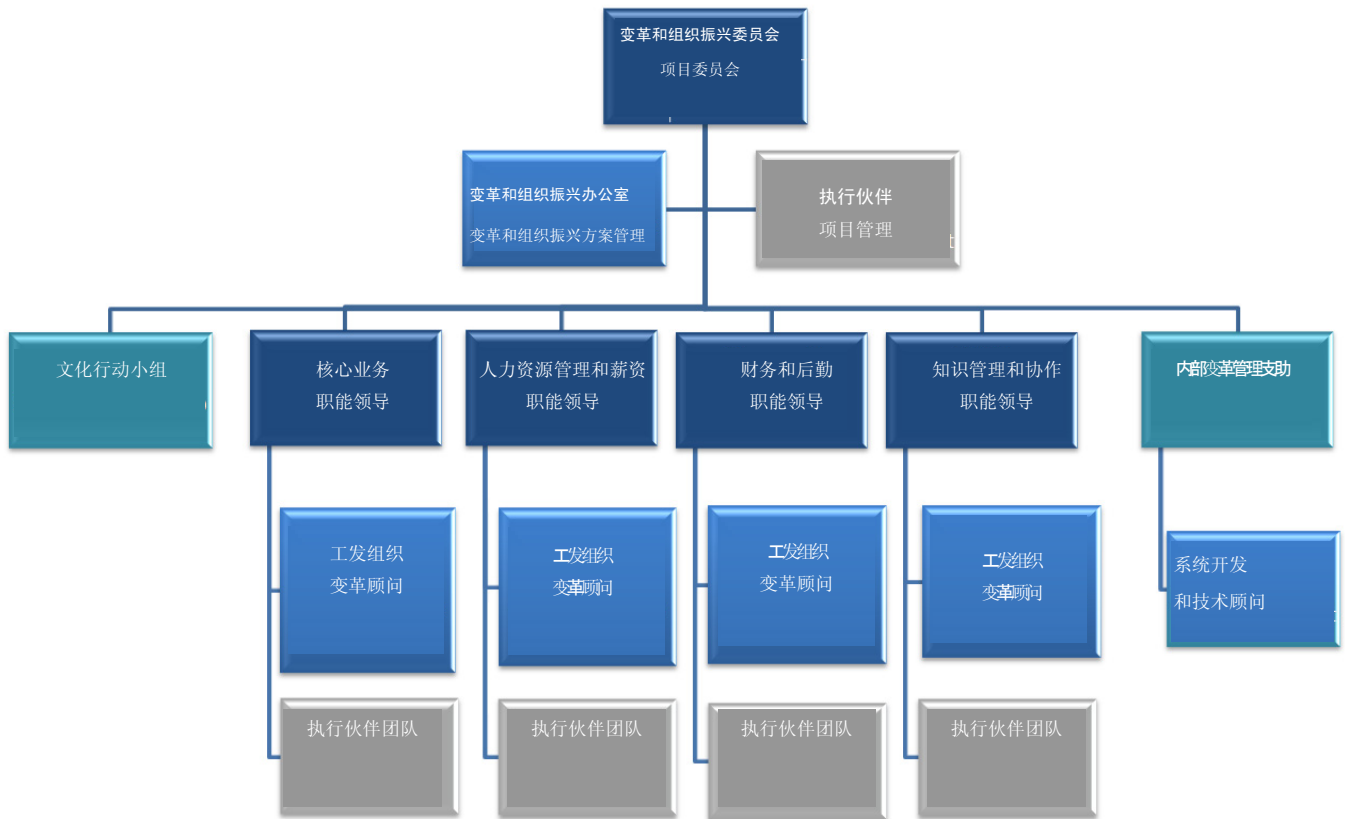 变革和组织振兴委员会
项目委员会
变革和组织振兴办公室
变革和组织振兴方案管理
执行伙伴
项目管理
文化行动小组
核心业务
职能领导
人力资源管理和薪资
职能领导
财务和后勤
职能领导
知识管理和协作
职能领导
内部变革管理支助
工发组织
变革顾问
工发组织
变革顾问
工发组织
变革顾问
工发组织
变革顾问
系统开发
和技术顾问
执行伙伴团队
执行伙伴团队
执行伙伴团队
执行伙伴团队